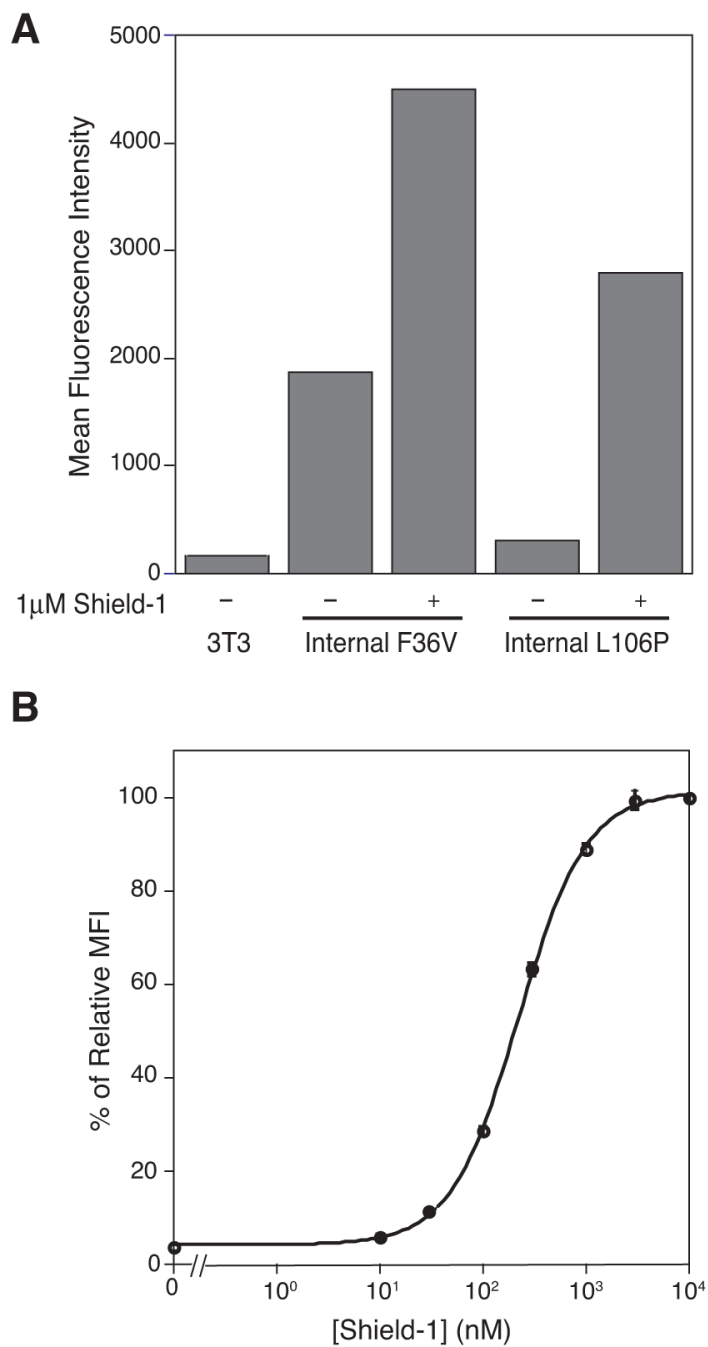 A
Mean Fluorescence Intensity
5000
4000
3000
2000
1000
0
1μM Shield-1 – – + – +
3T3 Internal F36V Internal L106P
B
% of Relative MFI
100
80
60
40
20
0
0 10⁰ 10¹ 10² 10³ 10⁴
[Shield-1] (nM)